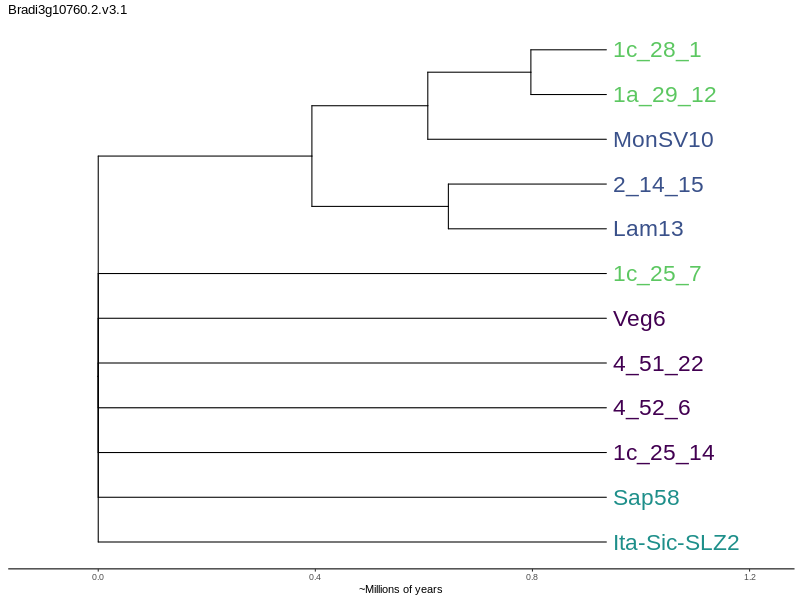 Bradi3g10760.2.v3.1
1c_28_1
1a_29_12
MonSV10
2_14_15
Lam13
1c_25_7
Veg6
4_51_22
4_52_6
1c_25_14
Sap58
Ita-Sic-SLZ2
0.0 0.4 0.8 1.2
~Millions of years